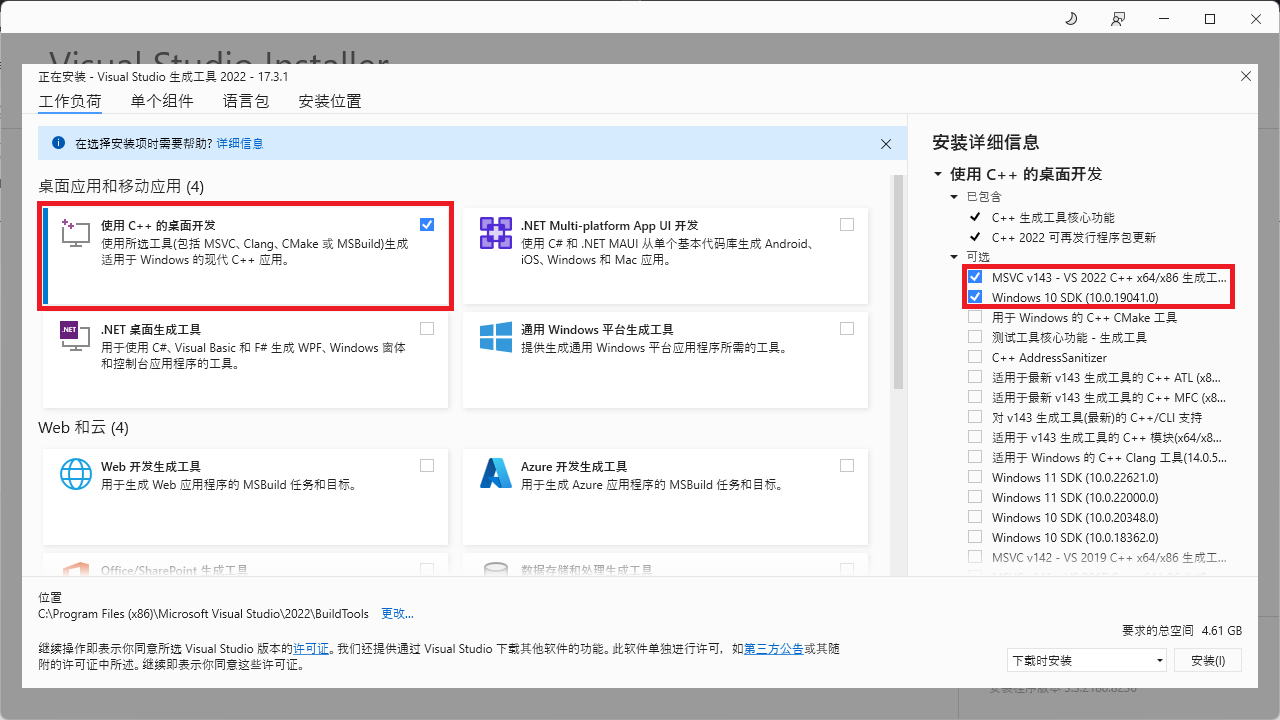 Visual Studio Installer
正在安装 - Visual Studio 生成工具 2022 - 17.3.1
工作负荷 单个组件 语言包 安装位置
在选择安装项时需要帮助? 详细信息
桌面应用和移动应用 (4)
使用 C++ 的桌面开发
使用所选工具(包括 MSVC、Clang、CMake 或 MSBuild)生成
适用于 Windows 的现代 C++ 应用。
.NET Multi-platform App UI 开发
使用 C# 和 .NET MAUI 从单个基本代码库生成 Android、
iOS、Windows 和 Mac 应用。
.NET
.NET 桌面生成工具
用于使用 C#、Visual Basic 和 F# 生成 WPF、Windows 窗体
和控制台应用程序的工具。
通用 Windows 平台生成工具
提供生成通用 Windows 平台应用程序所需的工具。
Web 和云 (4)
Web 开发生成工具
用于生成 Web 应用程序的 MSBuild 任务和目标。
Azure 开发生成工具
用于生成 Azure 应用程序的 MSBuild 任务和目标。
Office/SharePoint 生成工具
数据存储和处理生成工具
安装详细信息
使用 C++ 的桌面开发
已包含
C++ 生成工具核心功能
C++ 2022 可再发行程序包更新
可选
MSVC v143 - VS 2022 C++ x64/x86 生成工...
Windows 10 SDK (10.0.19041.0)
用于 Windows 的 C++ CMake 工具
测试工具核心功能 - 生成工具
C++ AddressSanitizer
适用于最新 v143 生成工具的 C++ ATL (x8...
适用于最新 v143 生成工具的 C++ MFC (x8...
对 v143 生成工具(最新)的 C++/CLI 支持
适用于 v143 生成工具的 C++ 模块(x64/x8...
适用于 Windows 的 C++ Clang 工具(14.0.5...
Windows 11 SDK (10.0.22621.0)
Windows 11 SDK (10.0.22000.0)
Windows 10 SDK (10.0.20348.0)
Windows 10 SDK (10.0.18362.0)
MSVC v142 - VS 2019 C++ x64/x86 生成工...
位置
C:\Program Files (x86)\Microsoft Visual Studio\2022\BuildTools 更改...
继续操作即表示你同意所选 Visual Studio 版本的许可证。我们还提供通过 Visual Studio 下载其他软件的功能。此软件单独进行许可，如第三方公告或其随
附的许可证中所述。继续即表示你同意这些许可证。
要求的总空间 4.61 GB
下载时安装 安装(I)